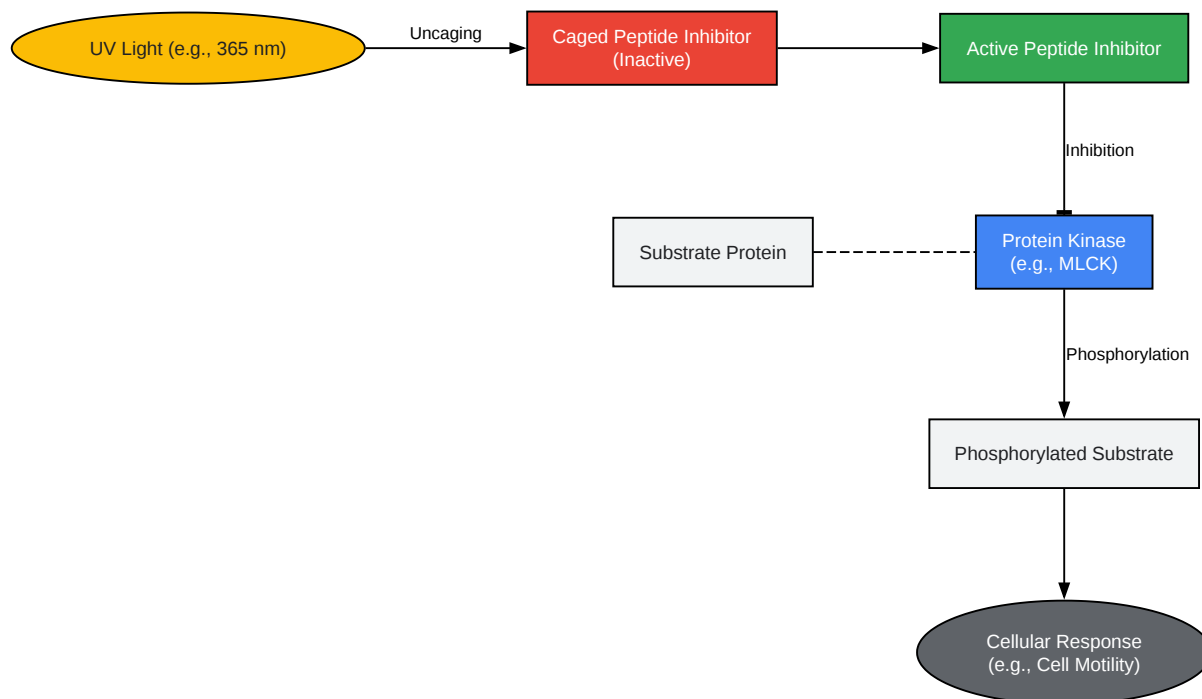 UV Light (e.g., 365 nm)
Uncaging
Caged Peptide Inhibitor
(Inactive)
Active Peptide Inhibitor
Inhibition
Substrate Protein
Protein Kinase
(e.g., MLCK)
Phosphorylation
Phosphorylated Substrate
Cellular Response
(e.g., Cell Motility)